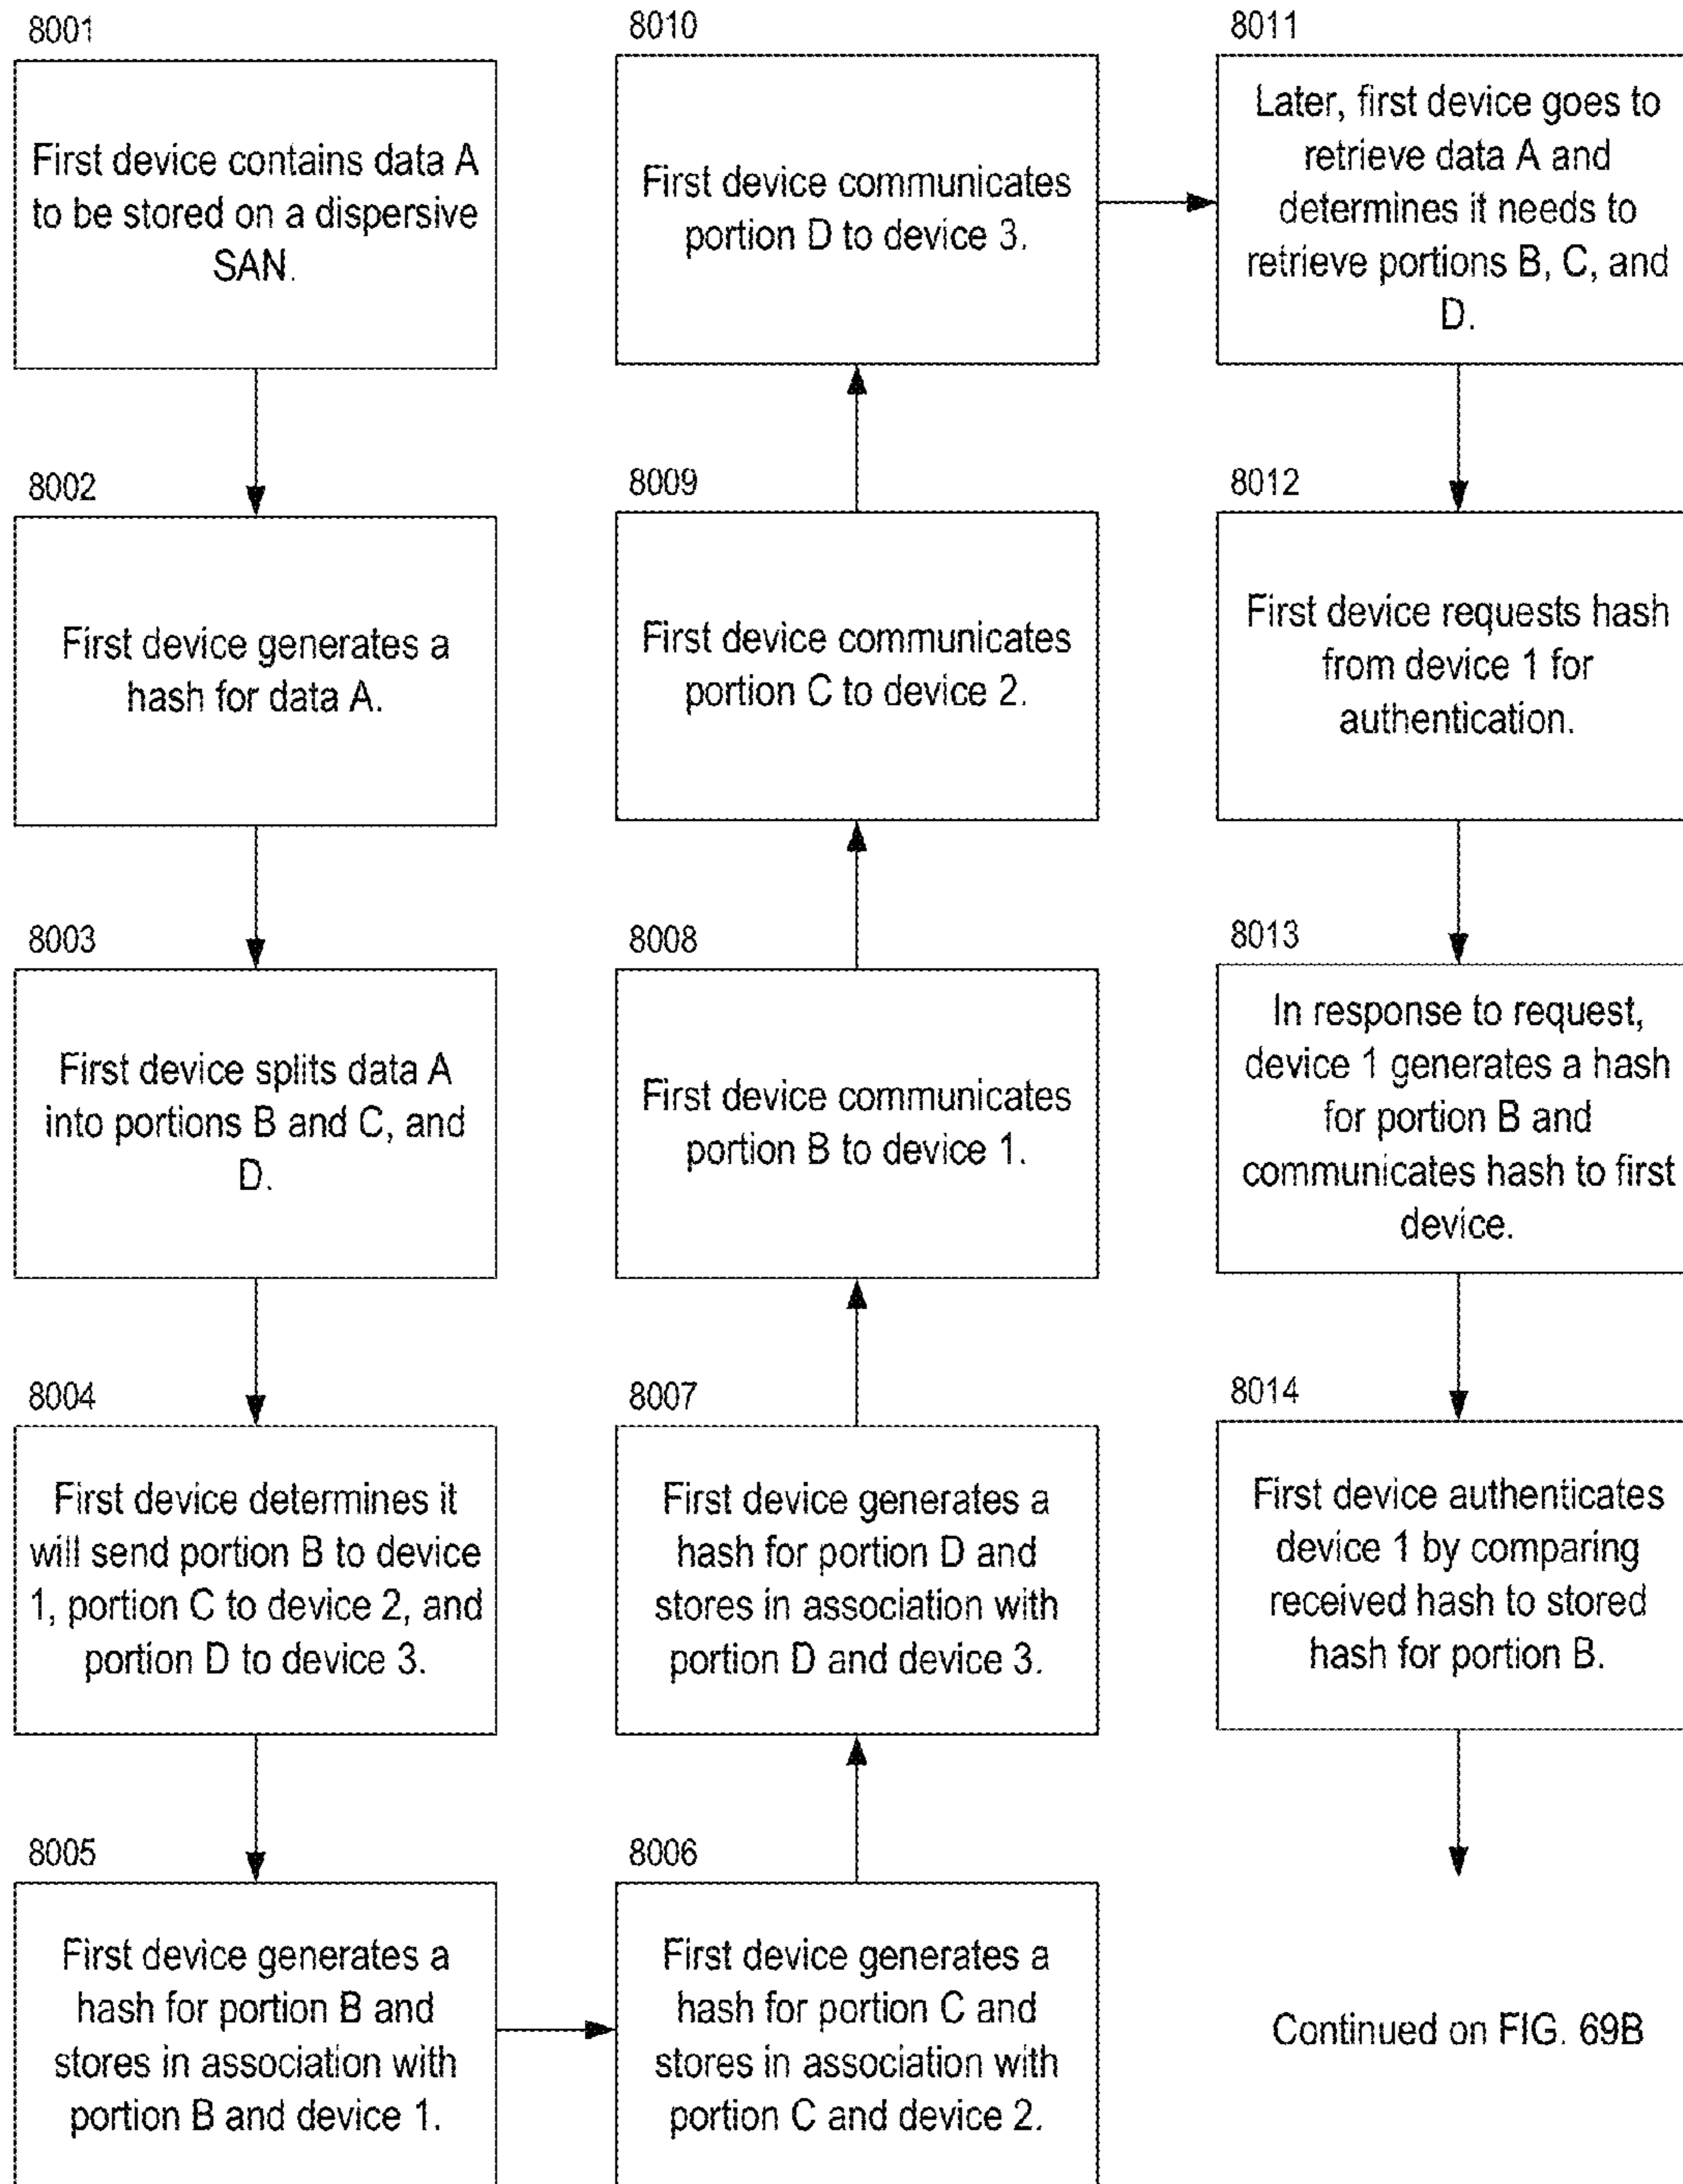 8001
First device contains data A
to be stored on a dispersive
SAN.
8002
First device generates a
hash for data A.
8003
First device splits data A
into portions B and C, and
D.
8004
First device determines it
will send portion B to device
1, portion C to device 2, and
portion D to device 3.
8005
First device generates a
hash for portion B and
stores in association with
portion B and device 1.
8006
First device generates a
hash for portion C and
stores in association with
portion C and device 2.
8007
First device generates a
hash for portion D and
stores in association with
portion D and device 3.
8008
First device communicates
portion B to device 1.
8009
First device communicates
portion C to device 2.
8010
First device communicates
portion D to device 3.
8011
Later, first device goes to
retrieve data A and
determines it needs to
retrieve portions B, C, and
D.
8012
First device requests hash
from device 1 for
authentication.
8013
In response to request,
device 1 generates a hash
for portion B and
communicates hash to first
device.
8014
First device authenticates
device 1 by comparing
received hash to stored
hash for portion B.
Continued on FIG. 69B